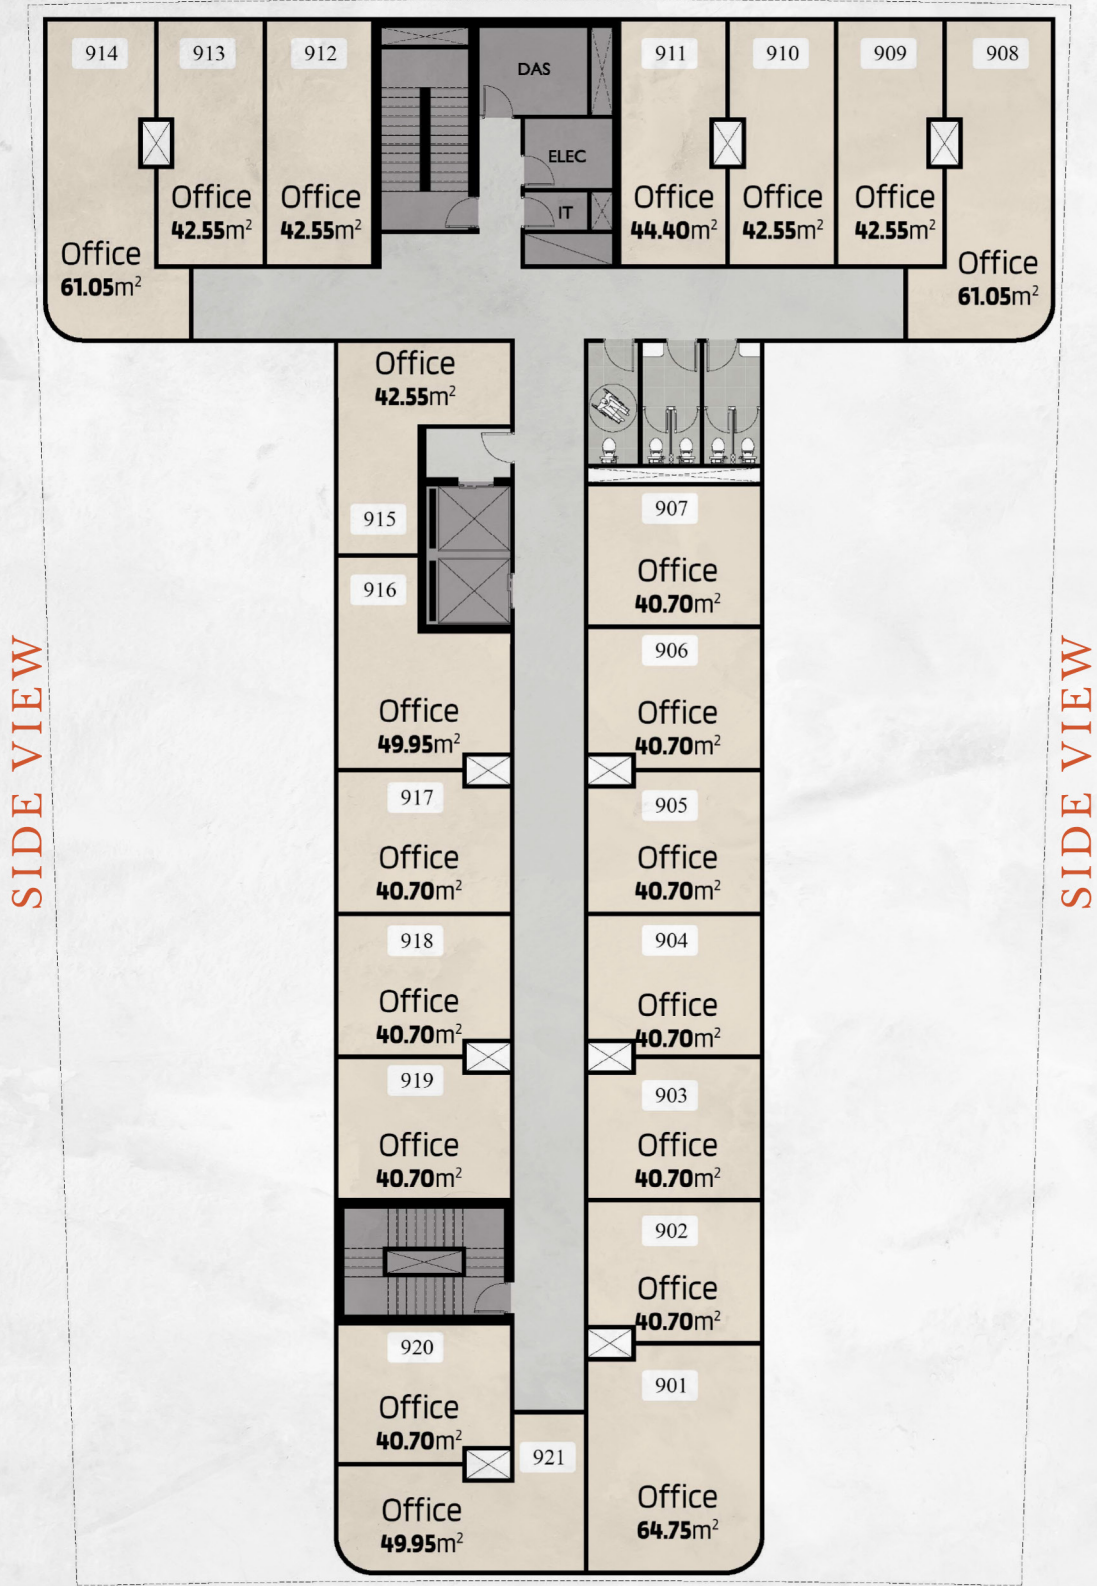 914
913
912
DAS
911
910
909
908
ELEC
IT
Office
61.05m²
Office
42.55m²
Office
42.55m²
Office
44.40m²
Office
42.55m²
Office
42.55m²
Office
61.05m²
Office
42.55m²
915
907
Office
40.70m²
916
Office
49.95m²
906
Office
40.70m²
SIDE VIEW
SIDE VIEW
917
Office
40.70m²
905
Office
40.70m²
918
Office
40.70m²
904
Office
40.70m²
919
Office
40.70m²
903
Office
40.70m²
902
Office
40.70m²
920
Office
40.70m²
901
Office
64.75m²
921
Office
49.95m²